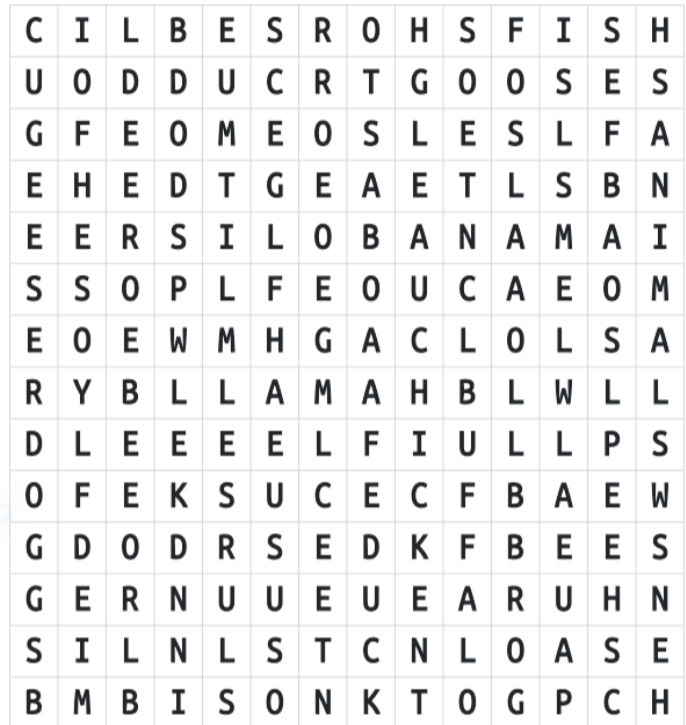 C I L B E S R O H S F I S H
U O D D U C R T G O O S E S
G F E O M E O S L E S L F A
E H E D T G E A E T L S B N
E E R S I L O B A N A M A I
S S O P L F E O U C A E O M
E O E W M H G A C L O L S A
R Y B L L A M A H B L W L L
D L E E E E L F I U L L P S
O F E K S U C E C F B A E W
G D O D R S E D K F B E E S
G E R N U U E U E A R U H N
S I L N L S T C N L O A S E
B M B I S O N K T O G P C H